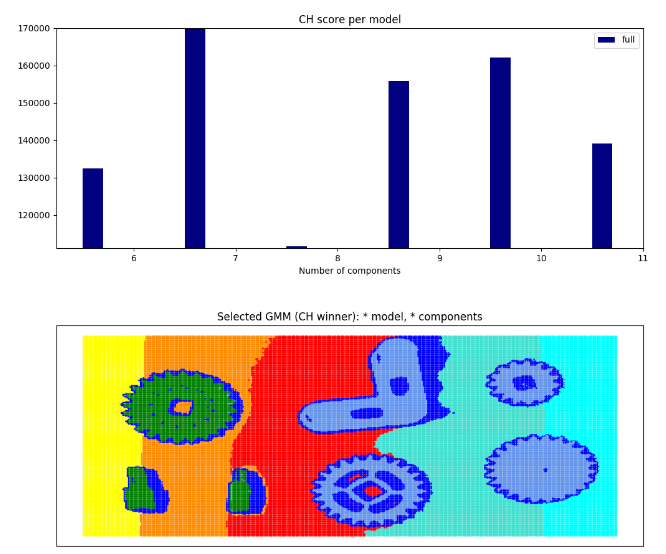 CH score per model
170000
160000
150000
140000
130000
120000
full
6 7 8 9 10 11
Number of components
Selected GMM (CH winner): * model, * components